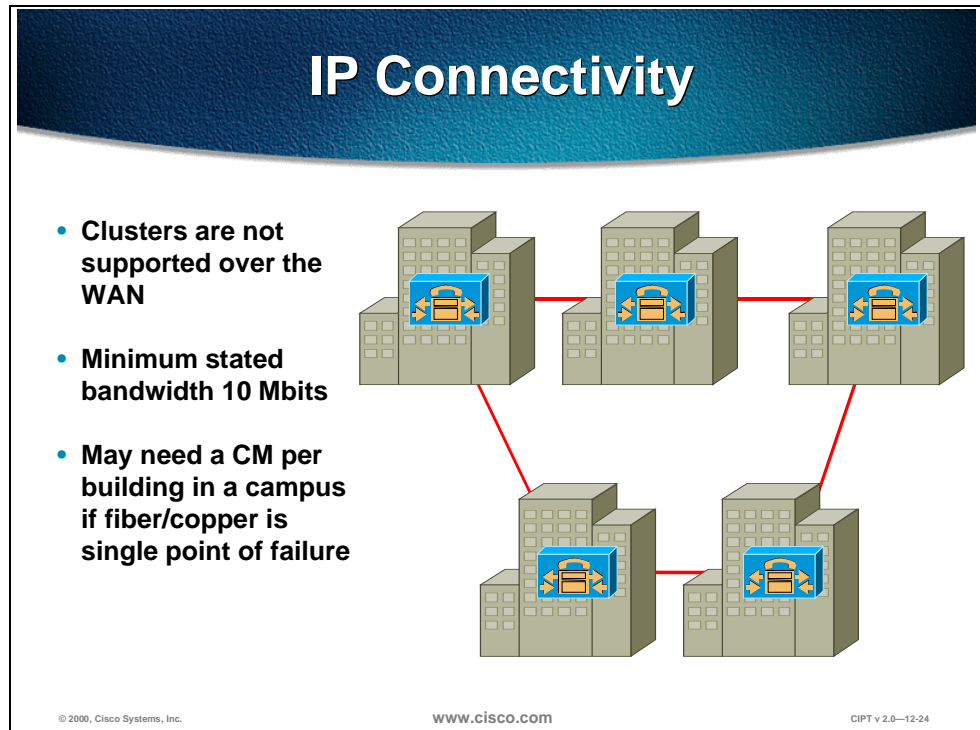 IP Connectivity
• Clusters are not
supported over the
WAN
• Minimum stated
bandwidth 10 Mbits
• May need a CM per
building in a campus
if fiber/copper is
single point of failure
© 2000, Cisco Systems, Inc.
www.cisco.com
CIPT v 2.0—12-24